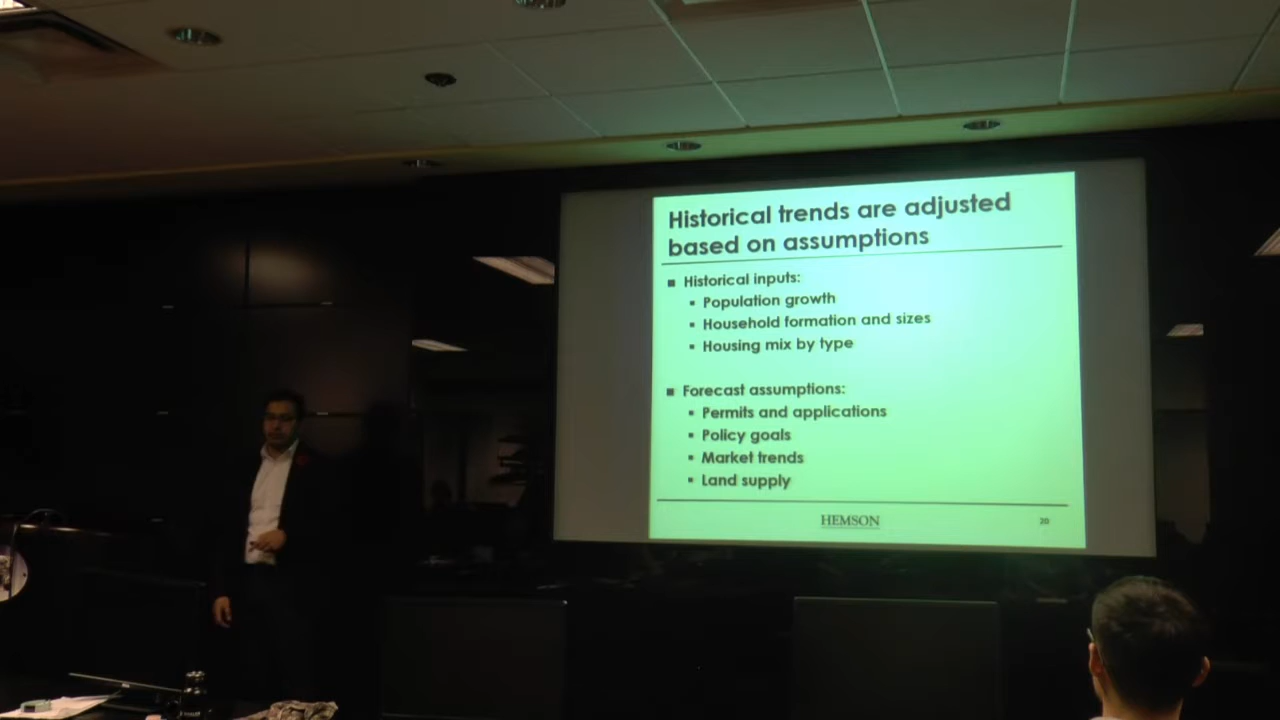 Historical trends are adjusted
based on assumptions
▪ Historical inputs:
▪ Population growth
▪ Household formation and sizes
▪ Housing mix by type
▪ Forecast assumptions:
▪ Permits and applications
▪ Policy goals
▪ Market trends
▪ Land supply
HEMSON
20